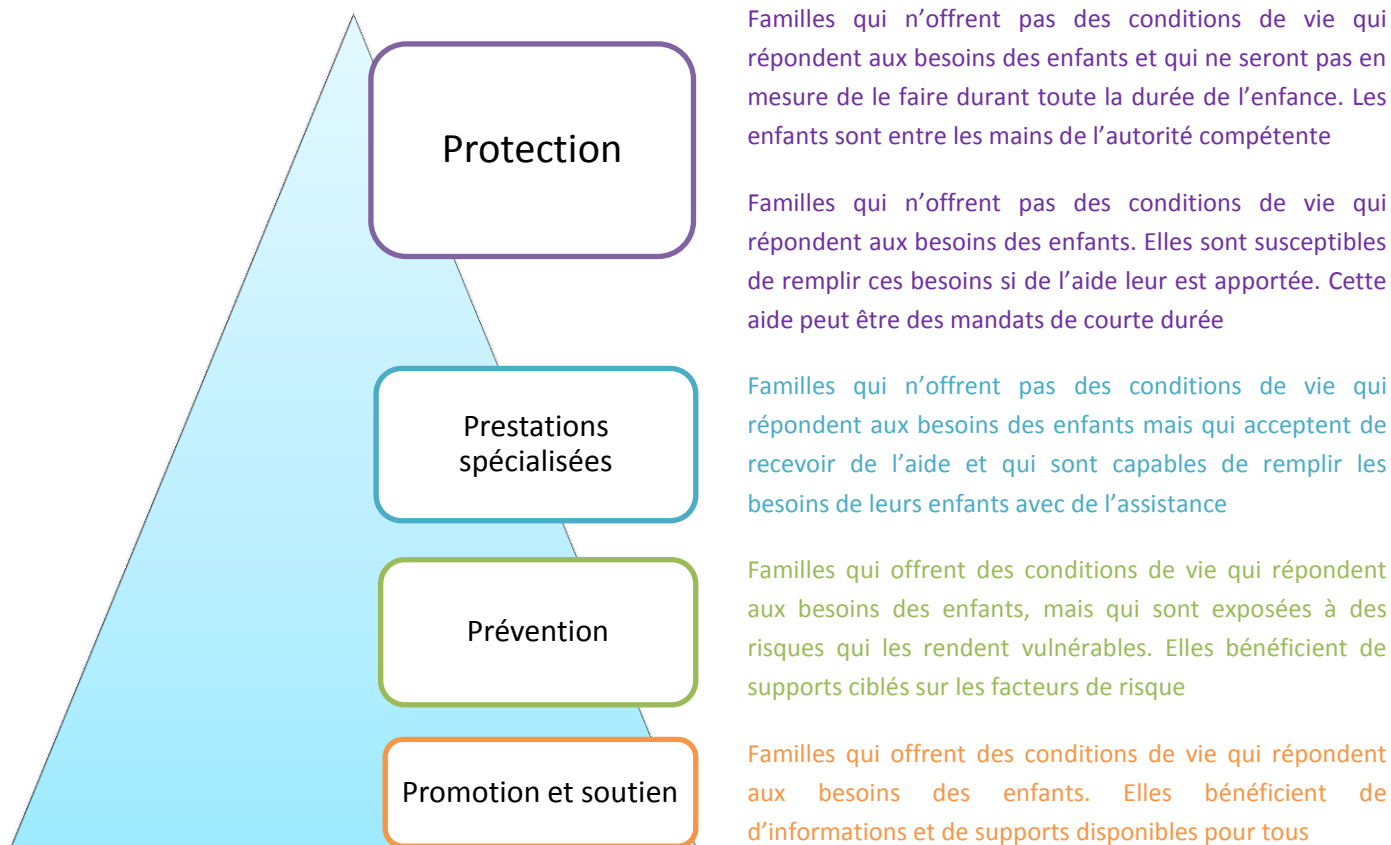 Familles qui n’offrent pas des conditions de vie qui
répondent aux besoins des enfants et qui ne seront pas en
mesure de le faire durant toute la durée de l’enfance. Les
enfants sont entre les mains de l’autorité compétente
Protection
Familles qui n’offrent pas des conditions de vie qui
répondent aux besoins des enfants. Elles sont susceptibles
de remplir ces besoins si de l’aide leur est apportée. Cette
aide peut être des mandats de courte durée
Prestations
spécialisées
Familles qui n’offrent pas des conditions de vie qui
répondent aux besoins des enfants mais qui acceptent de
recevoir de l’aide et qui sont capables de remplir les
besoins de leurs enfants avec de l’assistance
Prévention
Familles qui offrent des conditions de vie qui répondent
aux besoins des enfants, mais qui sont exposées à des
risques qui les rendent vulnérables. Elles bénéficient de
supports ciblés sur les facteurs de risque
Promotion et soutien
Familles qui offrent des conditions de vie qui répondent
aux besoins des enfants. Elles bénéficient de
d’informations et de supports disponibles pour tous